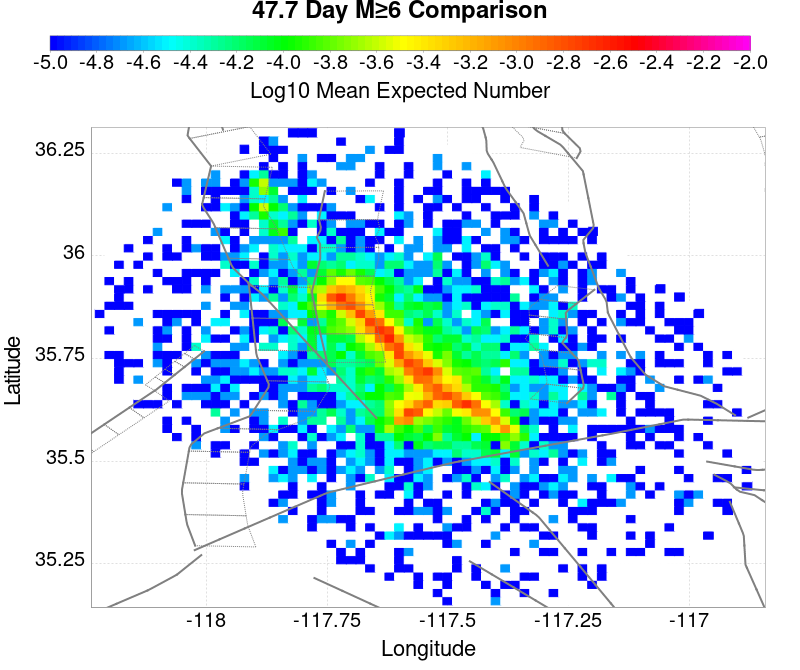 47.7 Day M≥6 Comparison
-5.0 -4.8 -4.6 -4.4 -4.2 -4.0 -3.8 -3.6 -3.4 -3.2 -3.0 -2.8 -2.6 -2.4 -2.2 -2.0
Log10 Mean Expected Number
36.25
36
35.75
35.5
35.25
Latitude
-118 -117.75 -117.5 -117.25 -117
Longitude